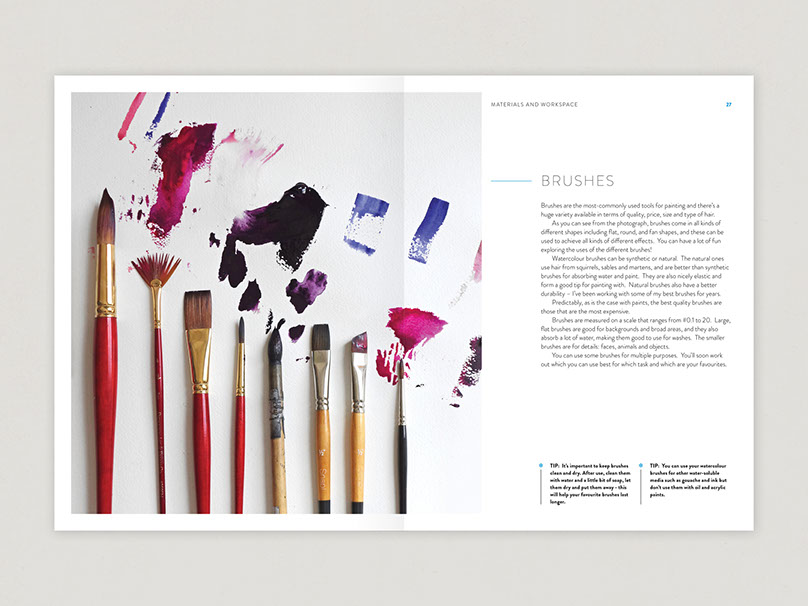 MATERIALS AND WORKSPACE
27
BRUSHES
Brushes are the most-commonly used tools for painting and there's a
huge variety available in terms of quality, price, size and type of hair.
As you can see from the photograph, brushes come in all kinds of
different shapes including flat, round, and fan shapes, and these can be
used to achieve all kinds of different effects. You can have a lot of fun
exploring the uses of the different brushes!
Watercolour brushes can be synthetic or natural. The natural ones
use hair from squirrels, sables and martens, and are better than synthetic
brushes for absorbing water and paint. They are also nicely elastic and
form a good tip for painting with. Natural brushes also have a better
durability – I've been working with some of my best brushes for years.
Predictably, as is the case with paints, the best quality brushes are
those that are the most expensive.
Brushes are measured on a scale that ranges from #0.1 to 20. Large,
flat brushes are good for backgrounds and broad areas, and they also
absorb a lot of water, making them good to use for washes. The smaller
brushes are for details: faces, animals and objects.
You can use some brushes for multiple purposes. You'll soon work
out which you can use best for which task and which are your favourites.
TIP: It's important to keep brushes
clean and dry. After use, clean them
with water and a little bit of soap, let
them dry and put them away – this
will help your favourite brushes last
longer.
TIP: You can use your watercolour
brushes for other water-soluble
media such as gouache and ink but
don't use them with oil and acrylic
paints.